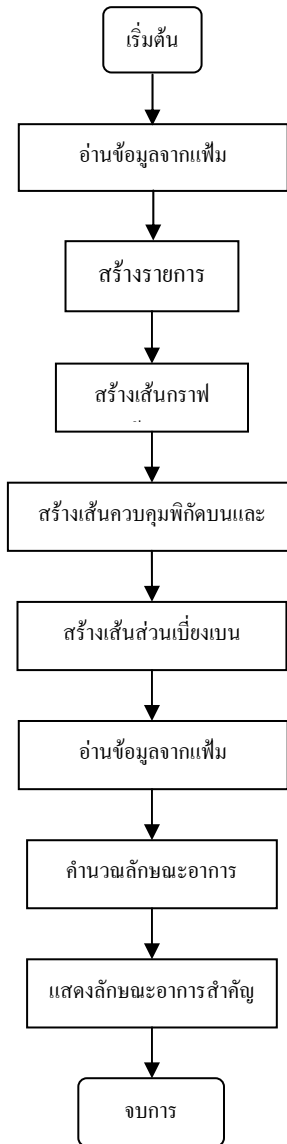 เริ่มต้น
อ่านข้อมูลจากแฟ้ม
สร้างรายการ
สร้างเส้นกราฟ
สร้างเส้นควบคุมพิกัดบนและ
สร้างเส้นส่วนเบี่ยงเบน
อ่านข้อมูลจากแฟ้ม
คำนวณลักษณะอาการ
แสดงลักษณะอาการสำคัญ
จบการ